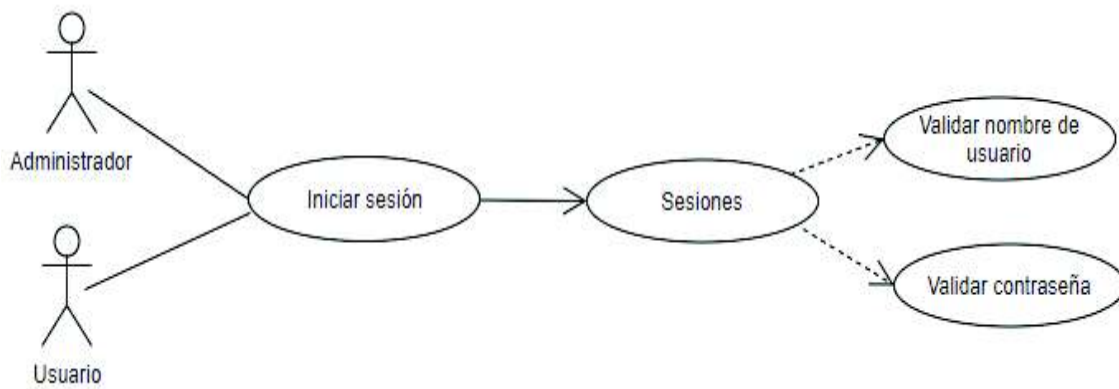 Administrador
Usuario
Iniciar sesión
Sesiones
Validar nombre de
usuario
Validar contraseña